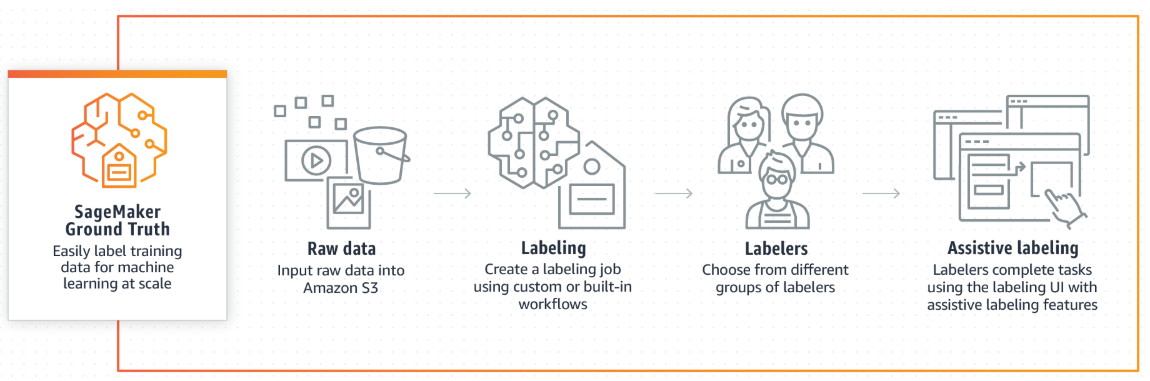 SageMaker
Ground Truth
Easily label training
data for machine
learning at scale
Raw data
Input raw data into
Amazon S3
Labeling
Create a labeling job
using custom or built-in
workflows
Labelers
Choose from different
groups of labelers
Assistive labeling
Labelers complete tasks
using the labeling UI with
assistive labeling features